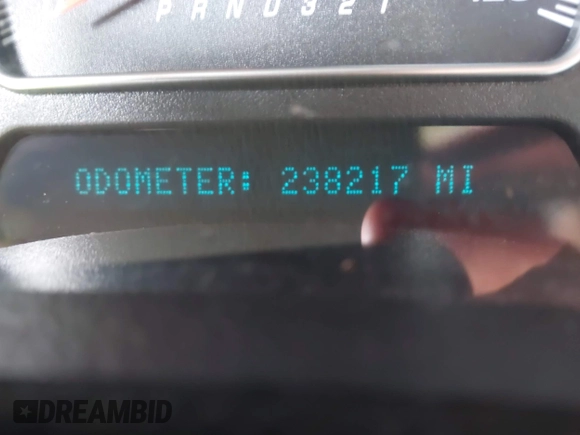 PRND321
ODOMETER: 238217 MI
DREAMBID